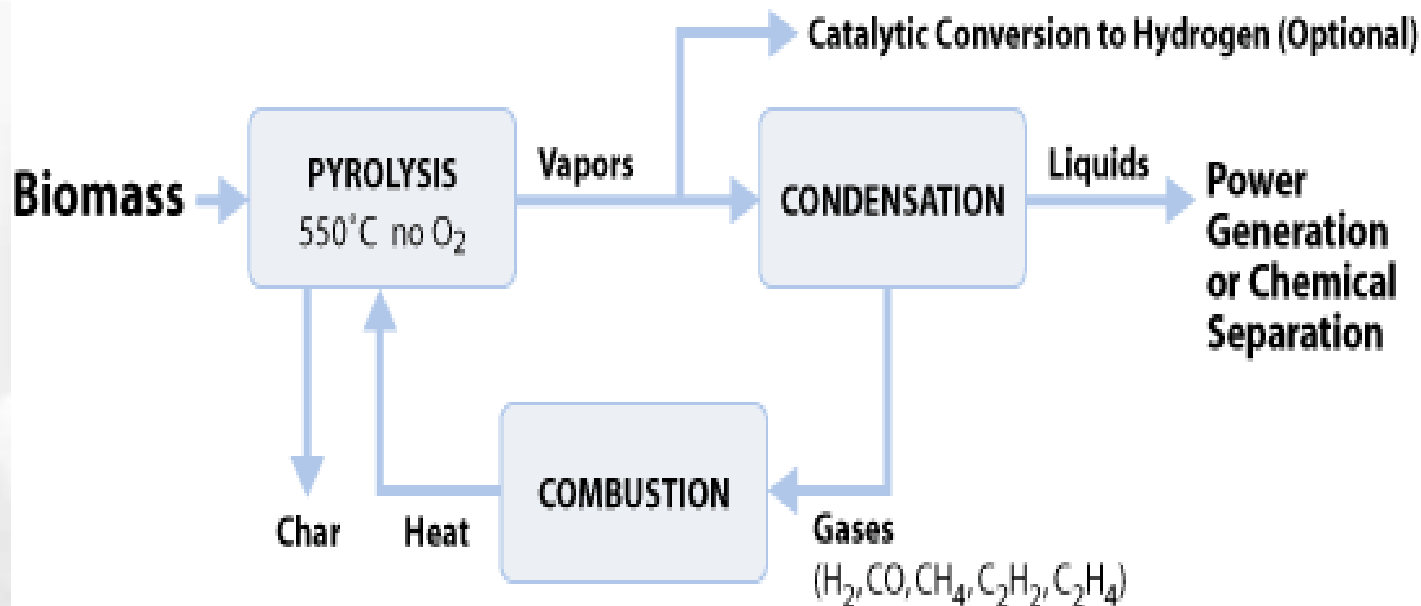 Catalytic Conversion to Hydrogen (Optional)
Biomass
PYROLYSIS
550°C no O₂
Vapors
CONDENSATION
Liquids
Power
Generation
or Chemical
Separation
COMBUSTION
Char
Heat
Gases
(H₂,CO,CH₄,C₂H₂,C₂H₄)